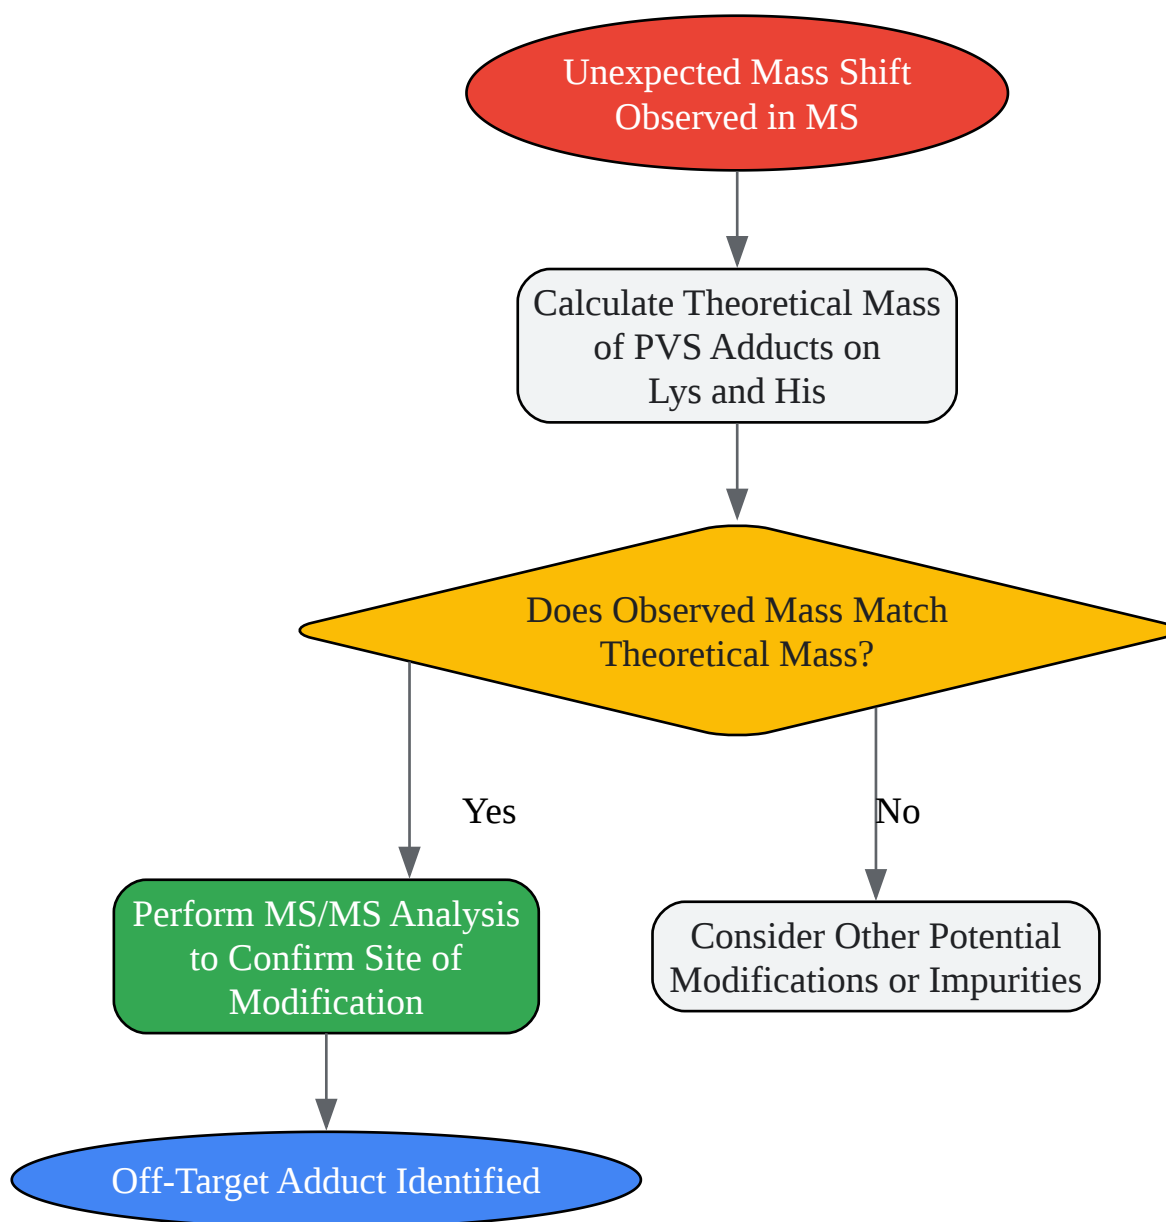 Unexpected Mass Shift
Observed in MS
Calculate Theoretical Mass
of PVS Adducts on
Lys and His
Does Observed Mass Match
Theoretical Mass?
Yes
No
Perform MS/MS Analysis
to Confirm Site of
Modification
Consider Other Potential
Modifications or Impurities
Off-Target Adduct Identified